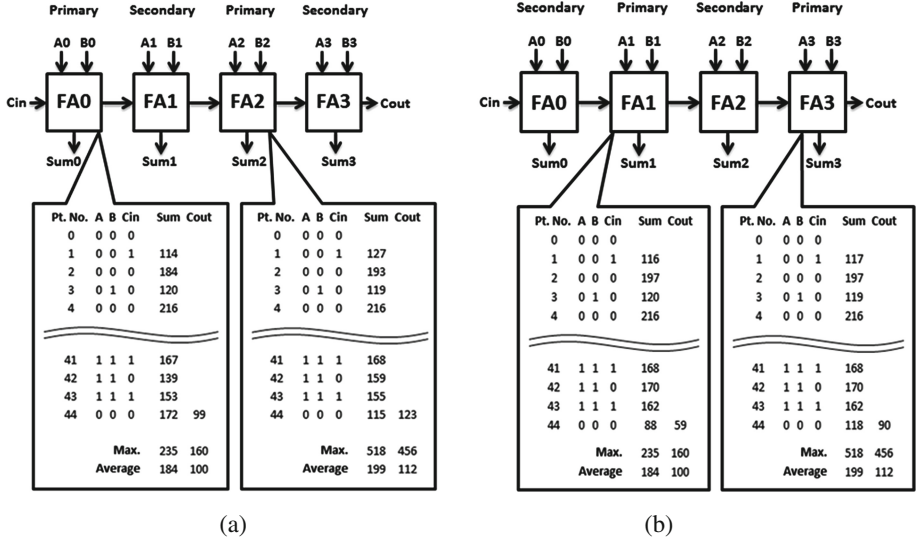 Primary Secondary Primary Secondary
A0 B0 A1 B1 A2 B2 A3 B3
Cin FA0 FA1 FA2 FA3 Cout
Sum0 Sum1 Sum2 Sum3
Pt. No. A B Cin Sum Cout
0 0 0 0
1 0 0 1 114
2 0 0 0 184
3 0 1 0 120
4 0 0 0 216
41 1 1 1 167
42 1 1 0 139
43 1 1 1 153
44 0 0 0 172 99
Max. 235 160
Average 184 100
Pt. No. A B Cin Sum Cout
0 0 0 0
1 0 0 1 127
2 0 0 0 193
3 0 1 0 119
4 0 0 0 216
41 1 1 1 168
42 1 1 0 159
43 1 1 1 155
44 0 0 0 115 123
Max. 518 456
Average 199 112
(a)
Secondary Primary Secondary Primary
A0 B0 A1 B1 A2 B2 A3 B3
Cin FA0 FA1 FA2 FA3 Cout
Sum0 Sum1 Sum2 Sum3
Pt. No. A B Cin Sum Cout
0 0 0 0
1 0 0 1 116
2 0 0 0 197
3 0 1 0 120
4 0 0 0 216
41 1 1 1 168
42 1 1 0 170
43 1 1 1 162
44 0 0 0 88 59
Max. 235 160
Average 184 100
Pt. No. A B Cin Sum Cout
0 0 0 0
1 0 0 1 117
2 0 0 0 197
3 0 1 0 119
4 0 0 0 216
41 1 1 1 168
42 1 1 0 170
43 1 1 1 162
44 0 0 0 118 90
Max. 518 456
Average 199 112
(b)